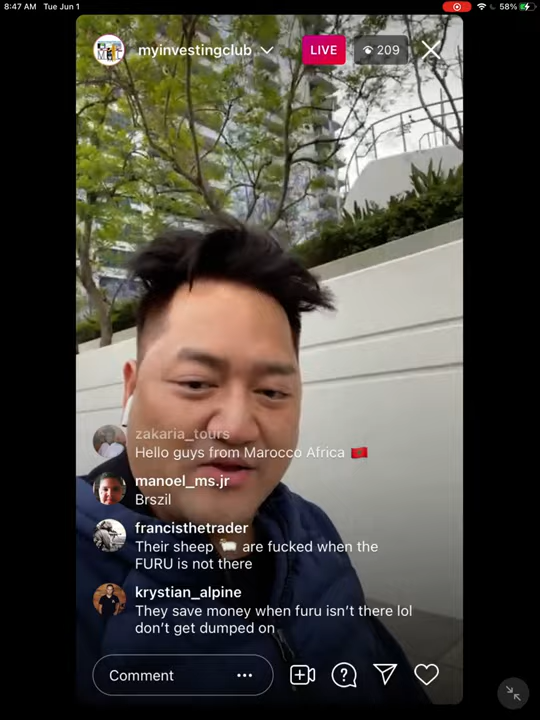 8:47 AM Tue Jun 1
58%
myinvestingclub
LIVE
209
zakaria_tours
Hello guys from Marocco Africa 🇲🇦
manoel_ms.jr
Brszil
francisthetrader
Their sheep 🐑 are fucked when the
FURU is not there
krystian_alpine
They save money when furu isn't there lol
don't get dumped on
Comment